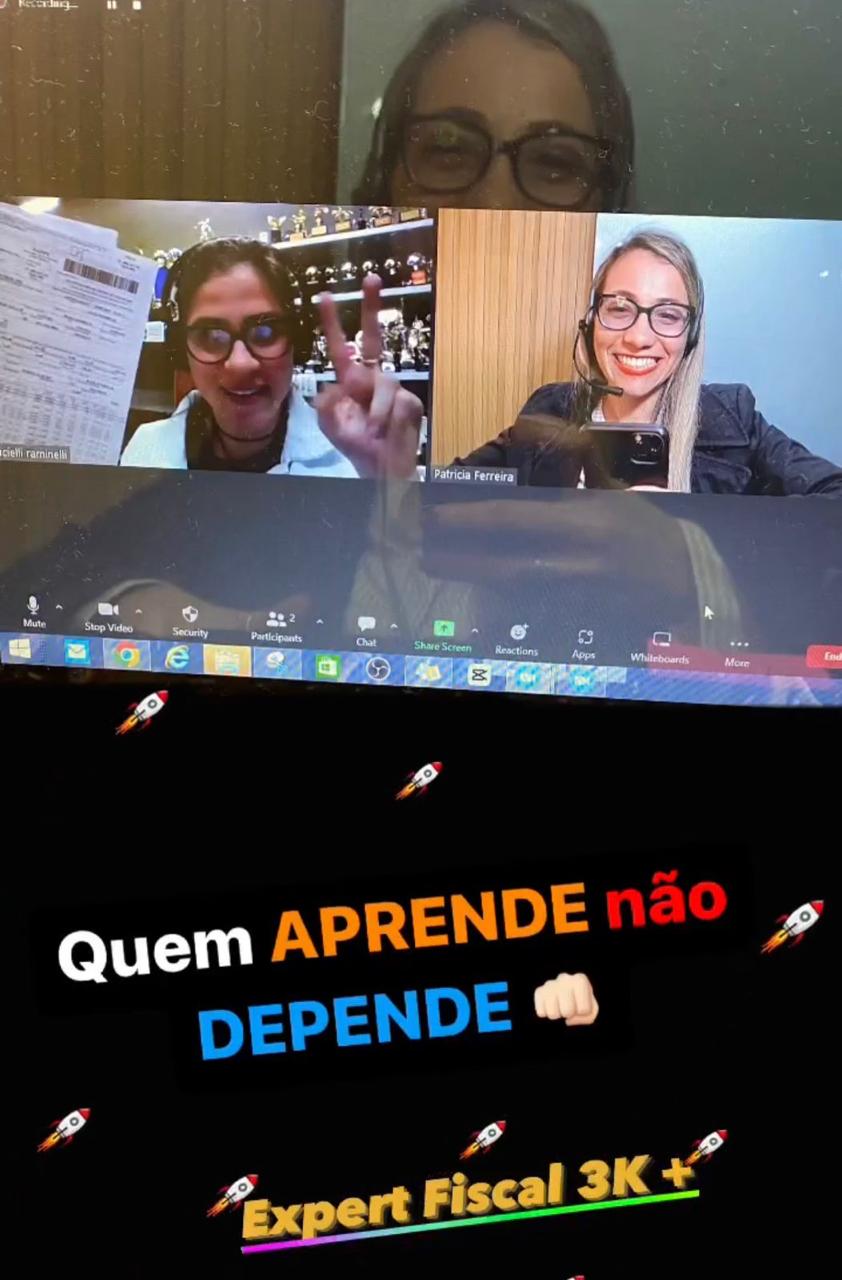 Recording...
cielli raminelli
Patricia Ferreira
Mute
Stop Video
Security
2
Participants
Chat
Share Screen
Reactions
Apps
Whiteboards
More
End
Quem APRENDE não
DEPENDE
Expert Fiscal 3K +